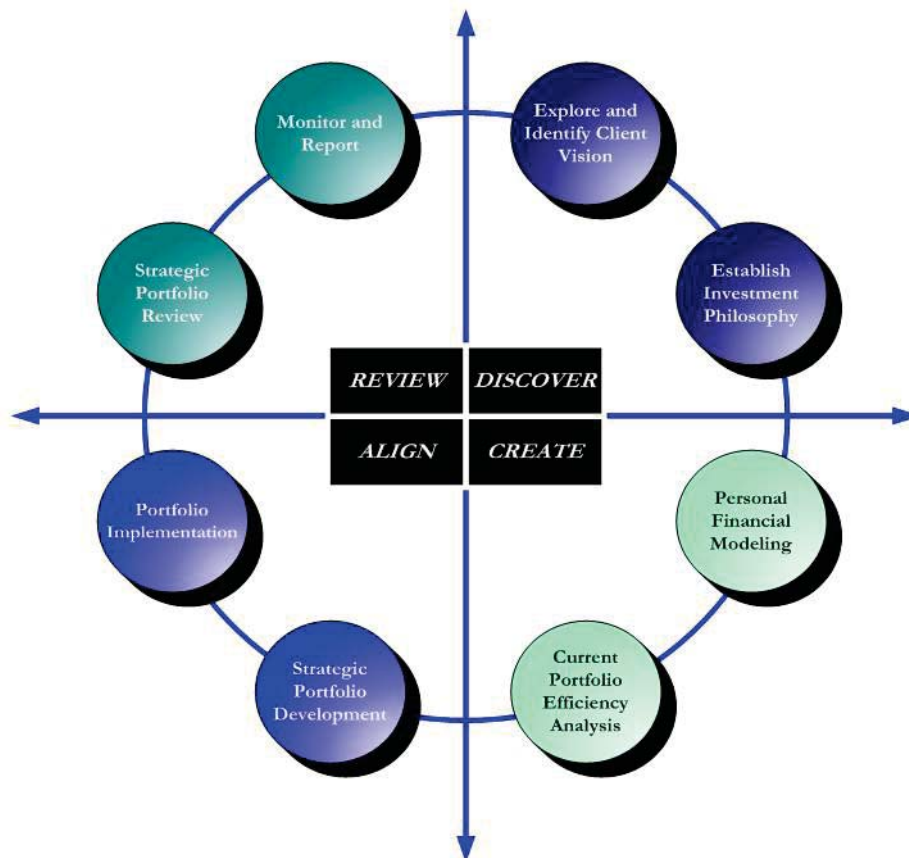 Monitor and
Report
Explore and
Identify Client
Vision
Strategic
Portfolio
Review
Establish
Investment
Philosophy
REVIEW
DISCOVER
ALIGN
CREATE
Portfolio
Implementation
Personal
Financial
Modeling
Strategic
Portfolio
Development
Current
Portfolio
Efficiency
Analysis